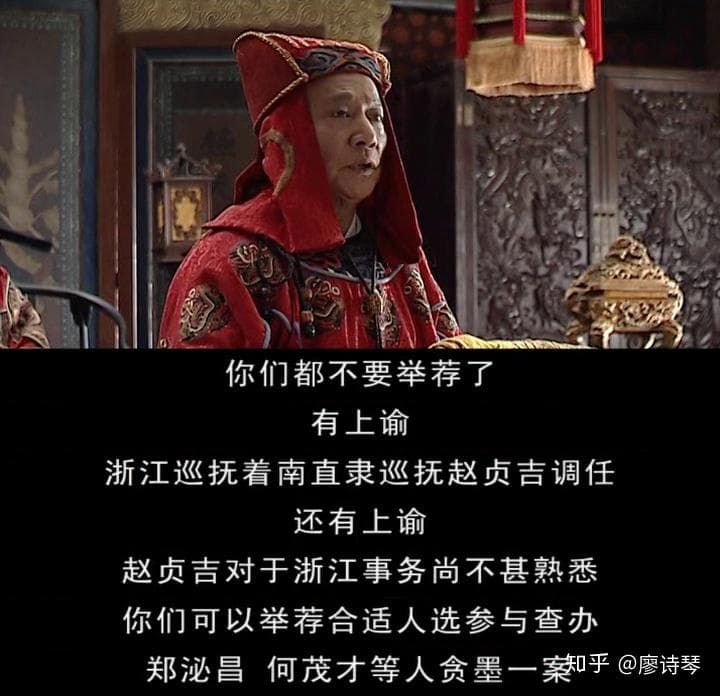 你们都不要举荐了
有上谕
浙江巡抚着南直隶巡抚赵贞吉调任
还有上谕
赵贞吉对于浙江事务尚不甚熟悉
你们可以举荐合适人选参与查办
郑泌昌 何茂才等人贪墨一案
知乎 @廖诗琴